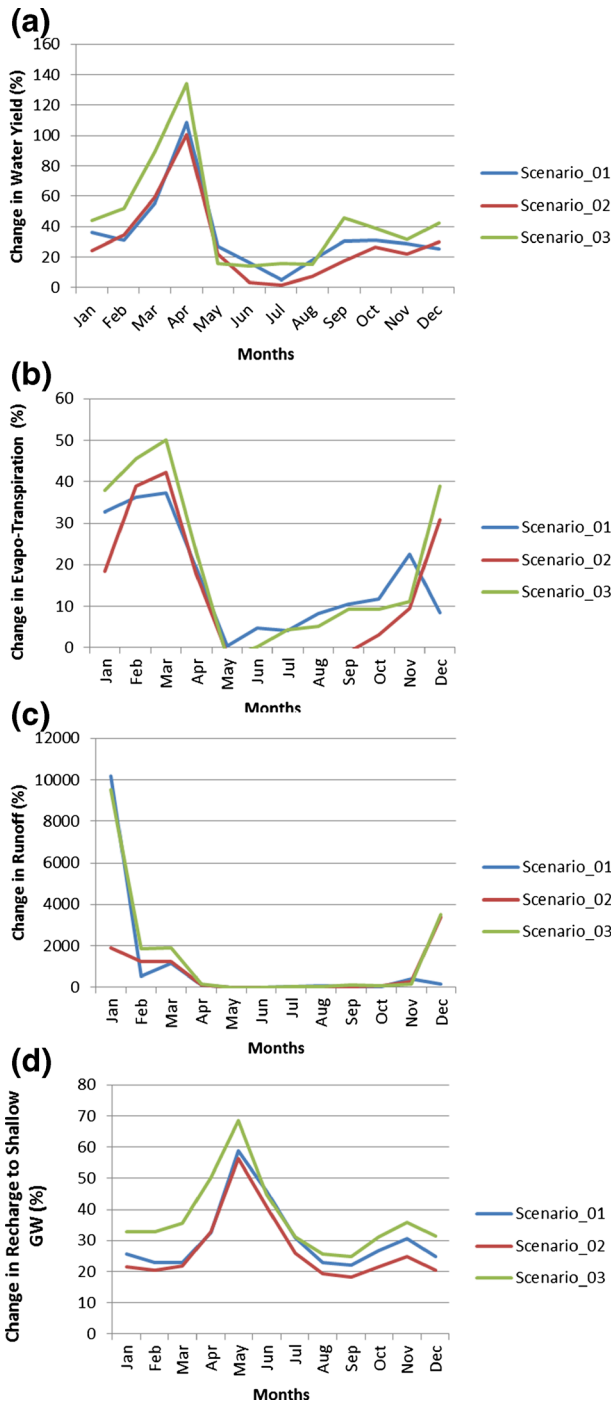 (a)
Change in Water Yield (%)
160
140
120
100
80
60
40
20
0
Jan
Feb
Mar
Apr
May
Jun
Jul
Aug
Sep
Oct
Nov
Dec
Months
Scenario_01
Scenario_02
Scenario_03
(b)
Change in Evapo-Transpiration (%)
60
50
40
30
20
10
0
Jan
Feb
Mar
Apr
May
Jun
Jul
Aug
Sep
Oct
Nov
Dec
Months
Scenario_01
Scenario_02
Scenario_03
(c)
Change in Runoff (%)
12000
10000
8000
6000
4000
2000
0
Jan
Feb
Mar
Apr
May
Jun
Jul
Aug
Sep
Oct
Nov
Dec
Months
Scenario_01
Scenario_02
Scenario_03
(d)
Change in Recharge to Shallow
GW (%)
80
70
60
50
40
30
20
10
0
Jan
Feb
Mar
Apr
May
Jun
Jul
Aug
Sep
Oct
Nov
Dec
Months
Scenario_01
Scenario_02
Scenario_03